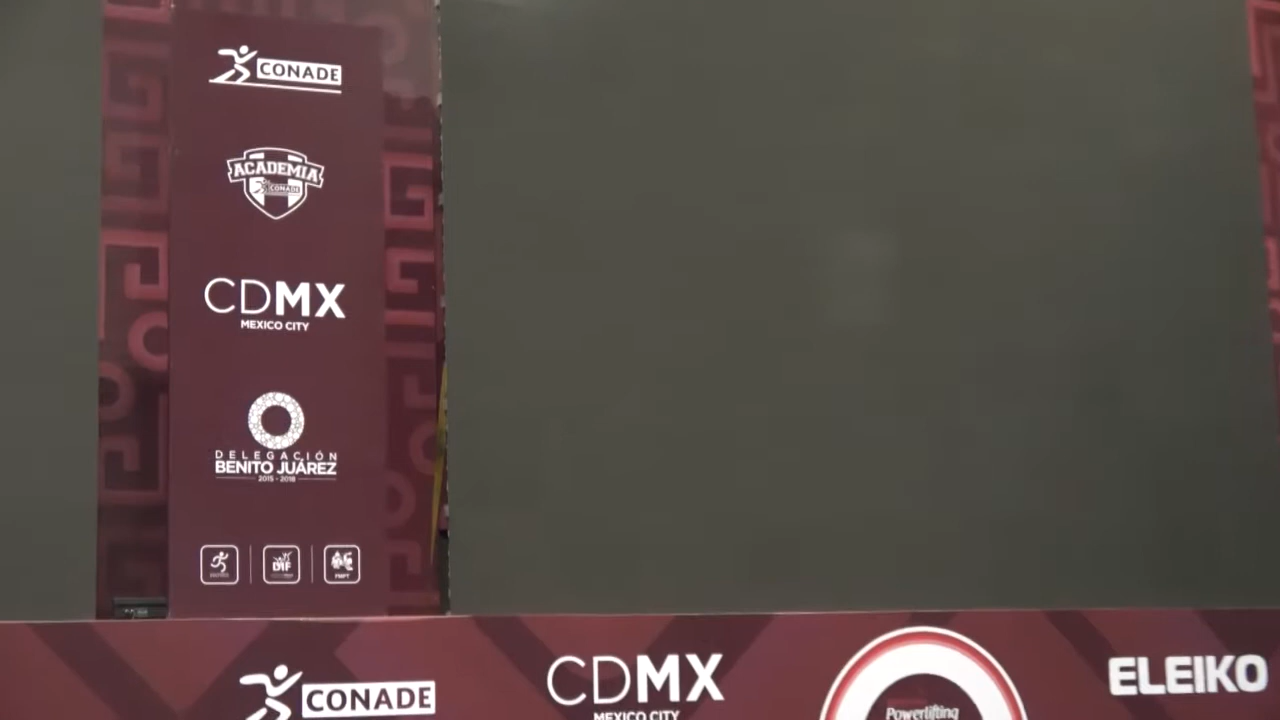 CONADE
ACADEMIA
CONADE
CDMX
MEXICO CITY
DELEGACIÓN
BENITO JUÁREZ
2015 - 2018
DIF
CONADE
CDMX
MEXICO CITY
Powerlifting
ELEIKO